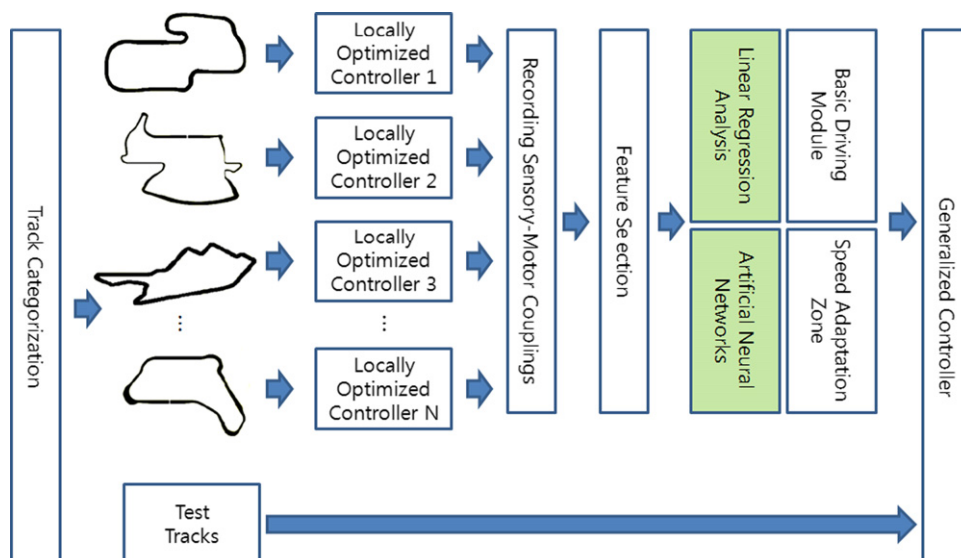 Track Categorization
Locally
Optimized
Controller 1
Locally
Optimized
Controller 2
Locally
Optimized
Controller 3
...
...
Locally
Optimized
Controller N
Recording Sensory-Motor Couplings
Feature Selection
Linear Regression
Analysis
Basic Driving
Module
Artificial Neural
Networks
Speed Adaptation
Zone
Generalized Controller
Test
Tracks